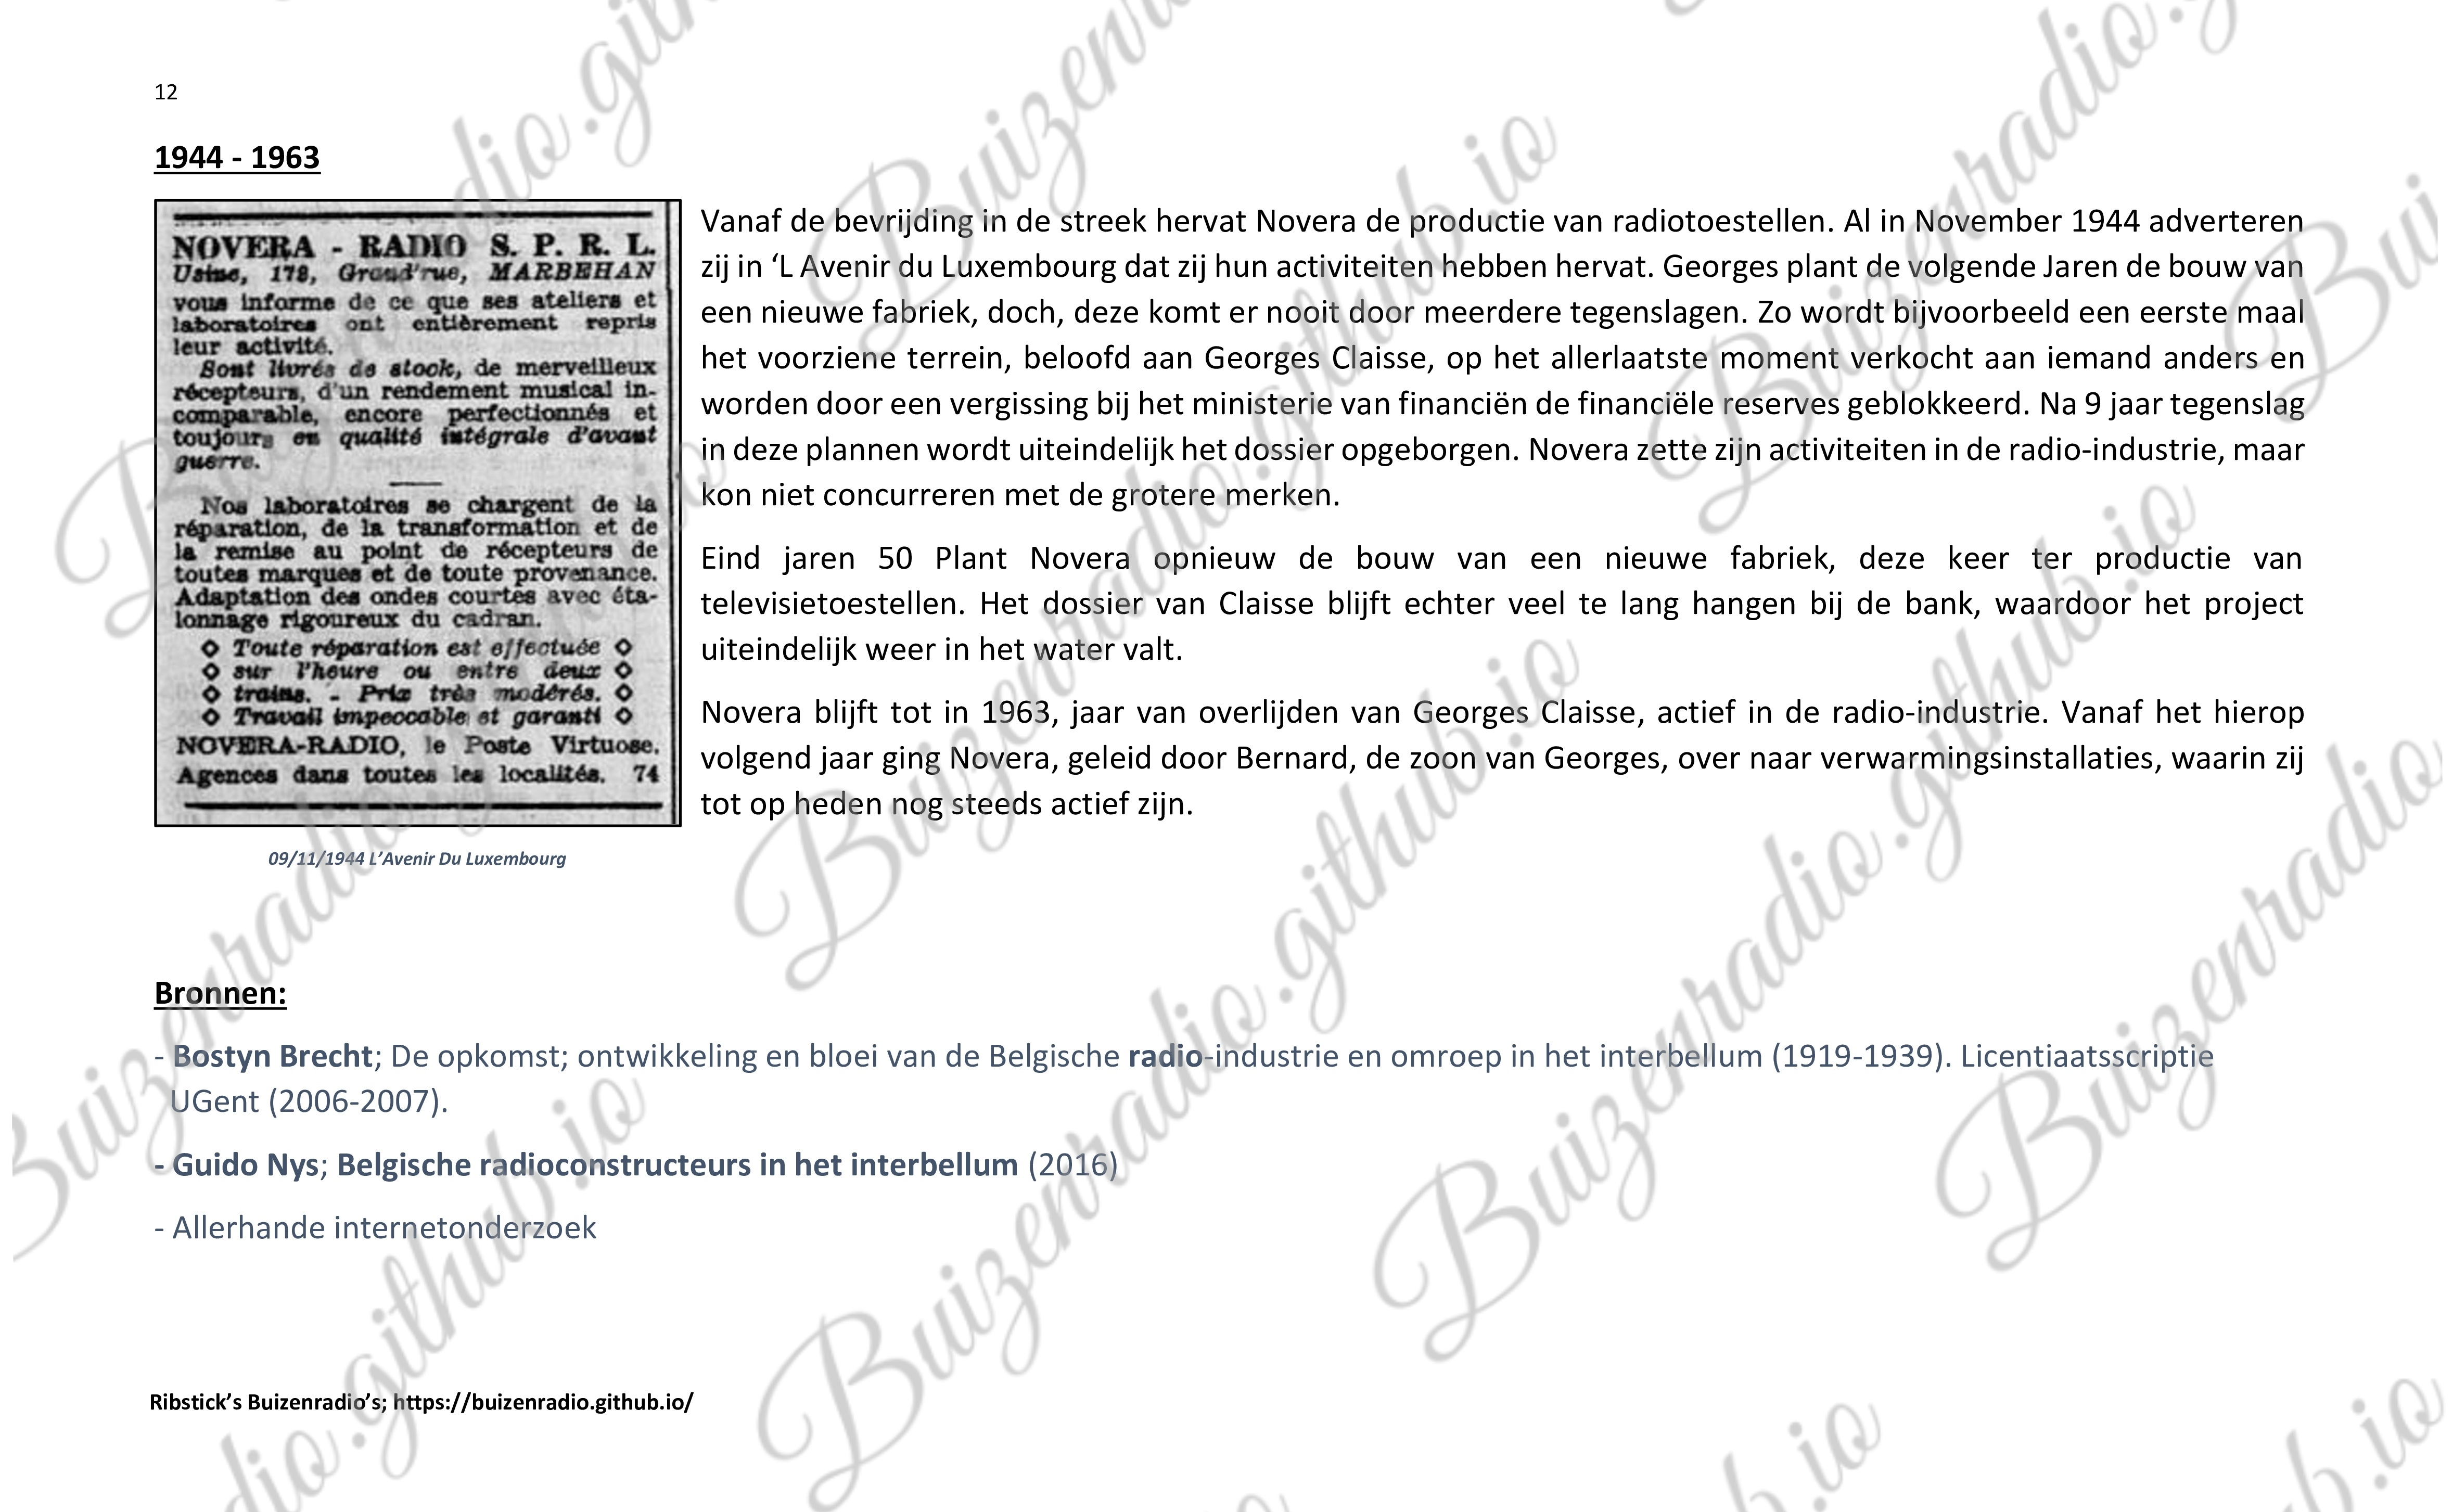 12
1944 - 1963
NOVERA - RADIO S. P. R. L.
Usine, 178, Grand'rue, MARBEHAN
vous informe de ce que ses ateliers et
laboratoires ont entièrement repris
leur activité.
Sont livrés de stock, de merveilleux
récepteurs, d'un rendement musical in-
comparable, encore perfectionnés et
toujours en qualité intégrale d'avant
guerre.
Nos laboratoires se chargent de la
réparation, de la transformation et de
la remise au point de récepteurs de
toutes marques et de toute provenance.
Adaptation des ondes courtes avec éta-
lonnage rigoureux du cadran.
◇ Toute réparation est effectuée ◇
◇ sur l'heure ou entre deux ◇
◇ trains. - Prix très modérés. ◇
◇ Travail impeccable et garanti ◇
NOVERA-RADIO, le Poste Virtuose.
Agences dans toutes les localités. 74
09/11/1944 L’Avenir Du Luxembourg
Vanaf de bevrijding in de streek hervat Novera de productie van radiotoestellen. Al in November 1944 adverteren
zij in ‘L Avenir du Luxembourg dat zij hun activiteiten hebben hervat. Georges plant de volgende Jaren de bouw van
een nieuwe fabriek, doch, deze komt er nooit door meerdere tegenslagen. Zo wordt bijvoorbeeld een eerste maal
het voorziene terrein, beloofd aan Georges Claisse, op het allerlaatste moment verkocht aan iemand anders en
worden door een vergissing bij het ministerie van financiën de financiële reserves geblokkeerd. Na 9 jaar tegenslag
in deze plannen wordt uiteindelijk het dossier opgeborgen. Novera zette zijn activiteiten in de radio-industrie, maar
kon niet concurreren met de grotere merken.
Eind jaren 50 Plant Novera opnieuw de bouw van een nieuwe fabriek, deze keer ter productie van
televisietoestellen. Het dossier van Claisse blijft echter veel te lang hangen bij de bank, waardoor het project
uiteindelijk weer in het water valt.
Novera blijft tot in 1963, jaar van overlijden van Georges Claisse, actief in de radio-industrie. Vanaf het hierop
volgend jaar ging Novera, geleid door Bernard, de zoon van Georges, over naar verwarmingsinstallaties, waarin zij
tot op heden nog steeds actief zijn.
Bronnen:
- Bostyn Brecht; De opkomst; ontwikkeling en bloei van de Belgische radio-industrie en omroep in het interbellum (1919-1939). Licentiaatsscriptie
UGent (2006-2007).
- Guido Nys; Belgische radioconstructeurs in het interbellum (2016)
- Allerhande internetonderzoek
Ribstick’s Buizenradio’s; https://buizenradio.github.io/
Buizenradio.github.io